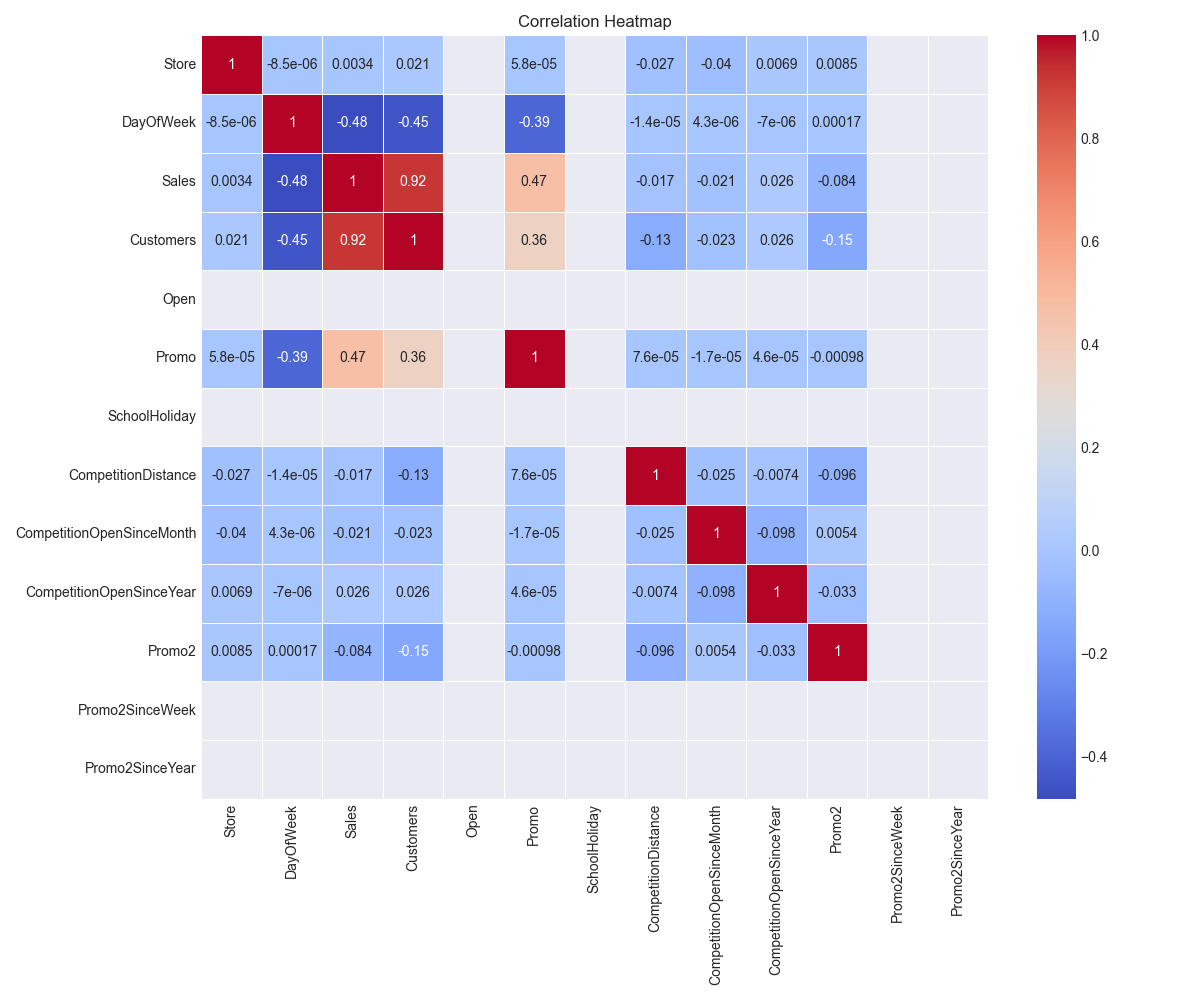 Correlation Heatmap
Store 1 -8.5e-06 0.0034 0.021 5.8e-05 -0.027 -0.04 0.0069 0.0085
DayOfWeek -8.5e-06 1 -0.48 -0.45 -0.39 -1.4e-05 4.3e-06 -7e-06 0.00017
Sales 0.0034 -0.48 1 0.92 0.47 -0.017 -0.021 0.026 -0.084
Customers 0.021 -0.45 0.92 1 0.36 -0.13 -0.023 0.026 -0.15
Open
Promo 5.8e-05 -0.39 0.47 0.36 1 7.6e-05 -1.7e-05 4.6e-05 -0.00098
SchoolHoliday
CompetitionDistance -0.027 -1.4e-05 -0.017 -0.13 7.6e-05 1 -0.025 -0.0074 -0.096
CompetitionOpenSinceMonth -0.04 4.3e-06 -0.021 -0.023 -1.7e-05 -0.025 1 -0.098 0.0054
CompetitionOpenSinceYear 0.0069 -7e-06 0.026 0.026 4.6e-05 -0.0074 -0.098 1 -0.033
Promo2 0.0085 0.00017 -0.084 -0.15 -0.00098 -0.096 0.0054 -0.033 1
Promo2SinceWeek
Promo2SinceYear
Store
DayOfWeek
Sales
Customers
Open
Promo
SchoolHoliday
CompetitionDistance
CompetitionOpenSinceMonth
CompetitionOpenSinceYear
Promo2
Promo2SinceWeek
Promo2SinceYear
1.0
0.8
0.6
0.4
0.2
0.0
−0.2
−0.4